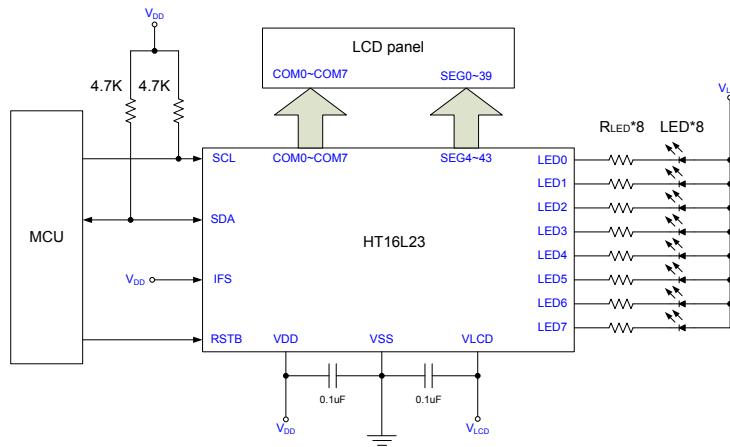 VDD
LCD panel
COM0~COM7 SEG0~39
4.7K 4.7K
RLED*8 LED*8
SCL COM0~COM7 SEG4~43 LED0
LED1
LED2
SDA LED3
MCU HT16L23
LED4
VDD IFS LED5
LED6
RSTB VDD VSS VLCD LED7
0.1uF 0.1uF
VDD VLCD